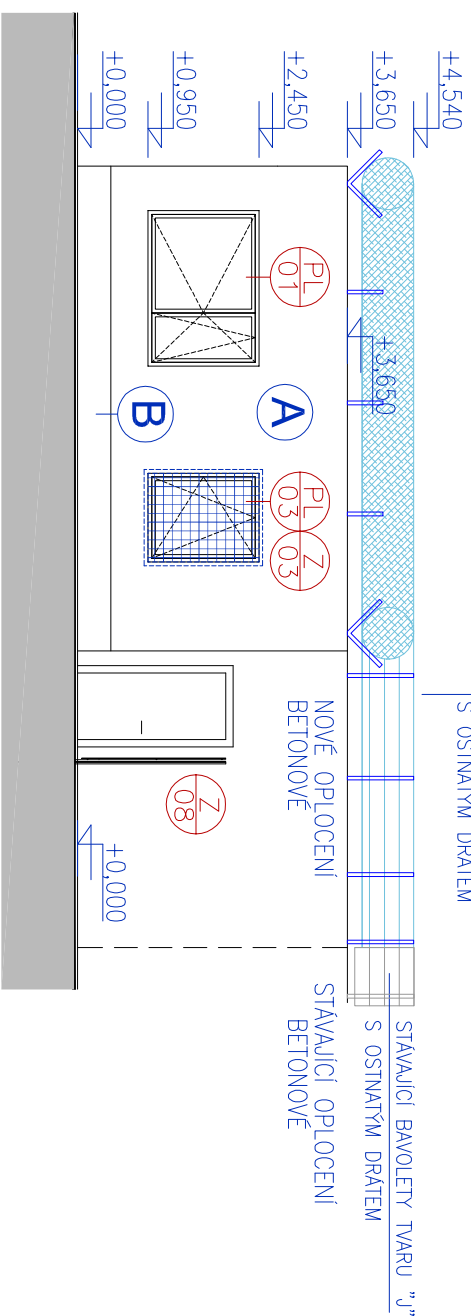 +4,540
+3,650
+2,450
+0,950
+0,000
+3,650
PL
01
PL
03
Z
03
A
B
S OSTNATÝM DRÁTEM
NOVÉ OPLOCENÍ
BETONOVÉ
Z
08
+0,000
STÁVAJÍCÍ BAVOLETY TVARU "J"
S OSTNATÝM DRÁTEM
STÁVAJÍCÍ OPLOCENÍ
BETONOVÉ